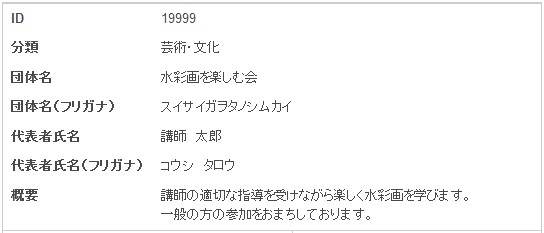 ID 19999
分類 芸術・文化
団体名 水彩画を楽しむ会
団体名(フリガナ) スイサイガヲタノシムカイ
代表者氏名 講師　太郎
代表者氏名(フリガナ) コウシ　タロウ
概要 講師の適切な指導を受けながら楽しく水彩画を学びます。
一般の方の参加をおまちしております。